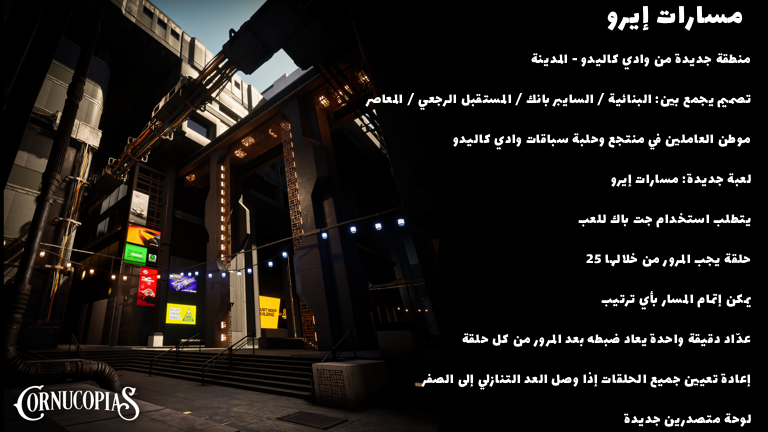 مسارات إيرو
منطقة جديدة من وادي كاليدو - المدينة
تصميم يجمع بين: البنائية / السايبر بانك / المستقبل الرجعي / المعاصر
موطن العاملين في منتجع وحلبة سباقات وادي كاليدو
لعبة جديدة: مسارات إيرو
يتطلب استخدام جت باك للعب
حلقة يجب المرور من خلالها 25
يمكن إتمام المسار بأي ترتيب
عدّاد دقيقة واحدة يعاد ضبطه بعد المرور من كل حلقة
إعادة تعيين جميع الحلقات إذا وصل العد التنازلي إلى الصفر
لوحة متصدرين جديدة
CORNUCOPIAS